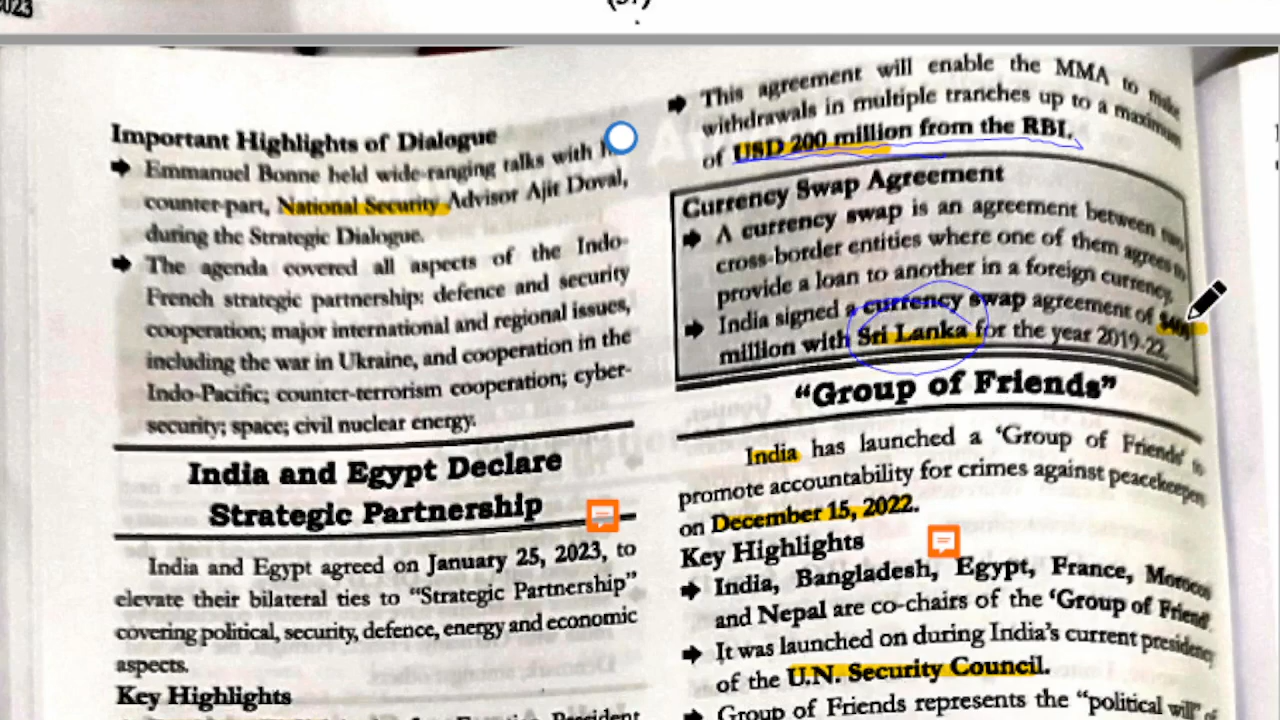 2023
(37)
Important Highlights of Dialogue
Emmanuel Bonne held wide-ranging talks with
counter-part, National Security Advisor Ajit Doval,
during the Strategic Dialogue.
The agenda covered all aspects of the Indo-
French strategic partnership: defence and security
cooperation; major international and regional issues,
including the war in Ukraine, and cooperation in the
Indo-Pacific; counter-terrorism cooperation; cyber-
security; space; civil nuclear energy.
India and Egypt Declare
Strategic Partnership
India and Egypt agreed on January 25, 2023, to
elevate their bilateral ties to “Strategic Partnership”
covering political, security, defence, energy and economic
aspects.
Key Highlights
President
This agreement will enable the MMA to make
withdrawals in multiple tranches up to a maximum
of USD 200 million from the RBI.
Currency Swap Agreement
A currency swap is an agreement between two
cross-border entities where one of them agrees to
provide a loan to another in a foreign currency.
India signed a currency swap agreement of
million with Sri Lanka for the year 2019-22.
“Group of Friends”
India has launched a ‘Group of Friends’ to
promote accountability for crimes against peacekeepers
on December 15, 2022.
Key Highlights
India, Bangladesh, Egypt, France, Morocco
and Nepal are co-chairs of the ‘Group of Friend
It was launched on during India’s current presidency
of the U.N. Security Council.
Group of Friends represents the “political will” of